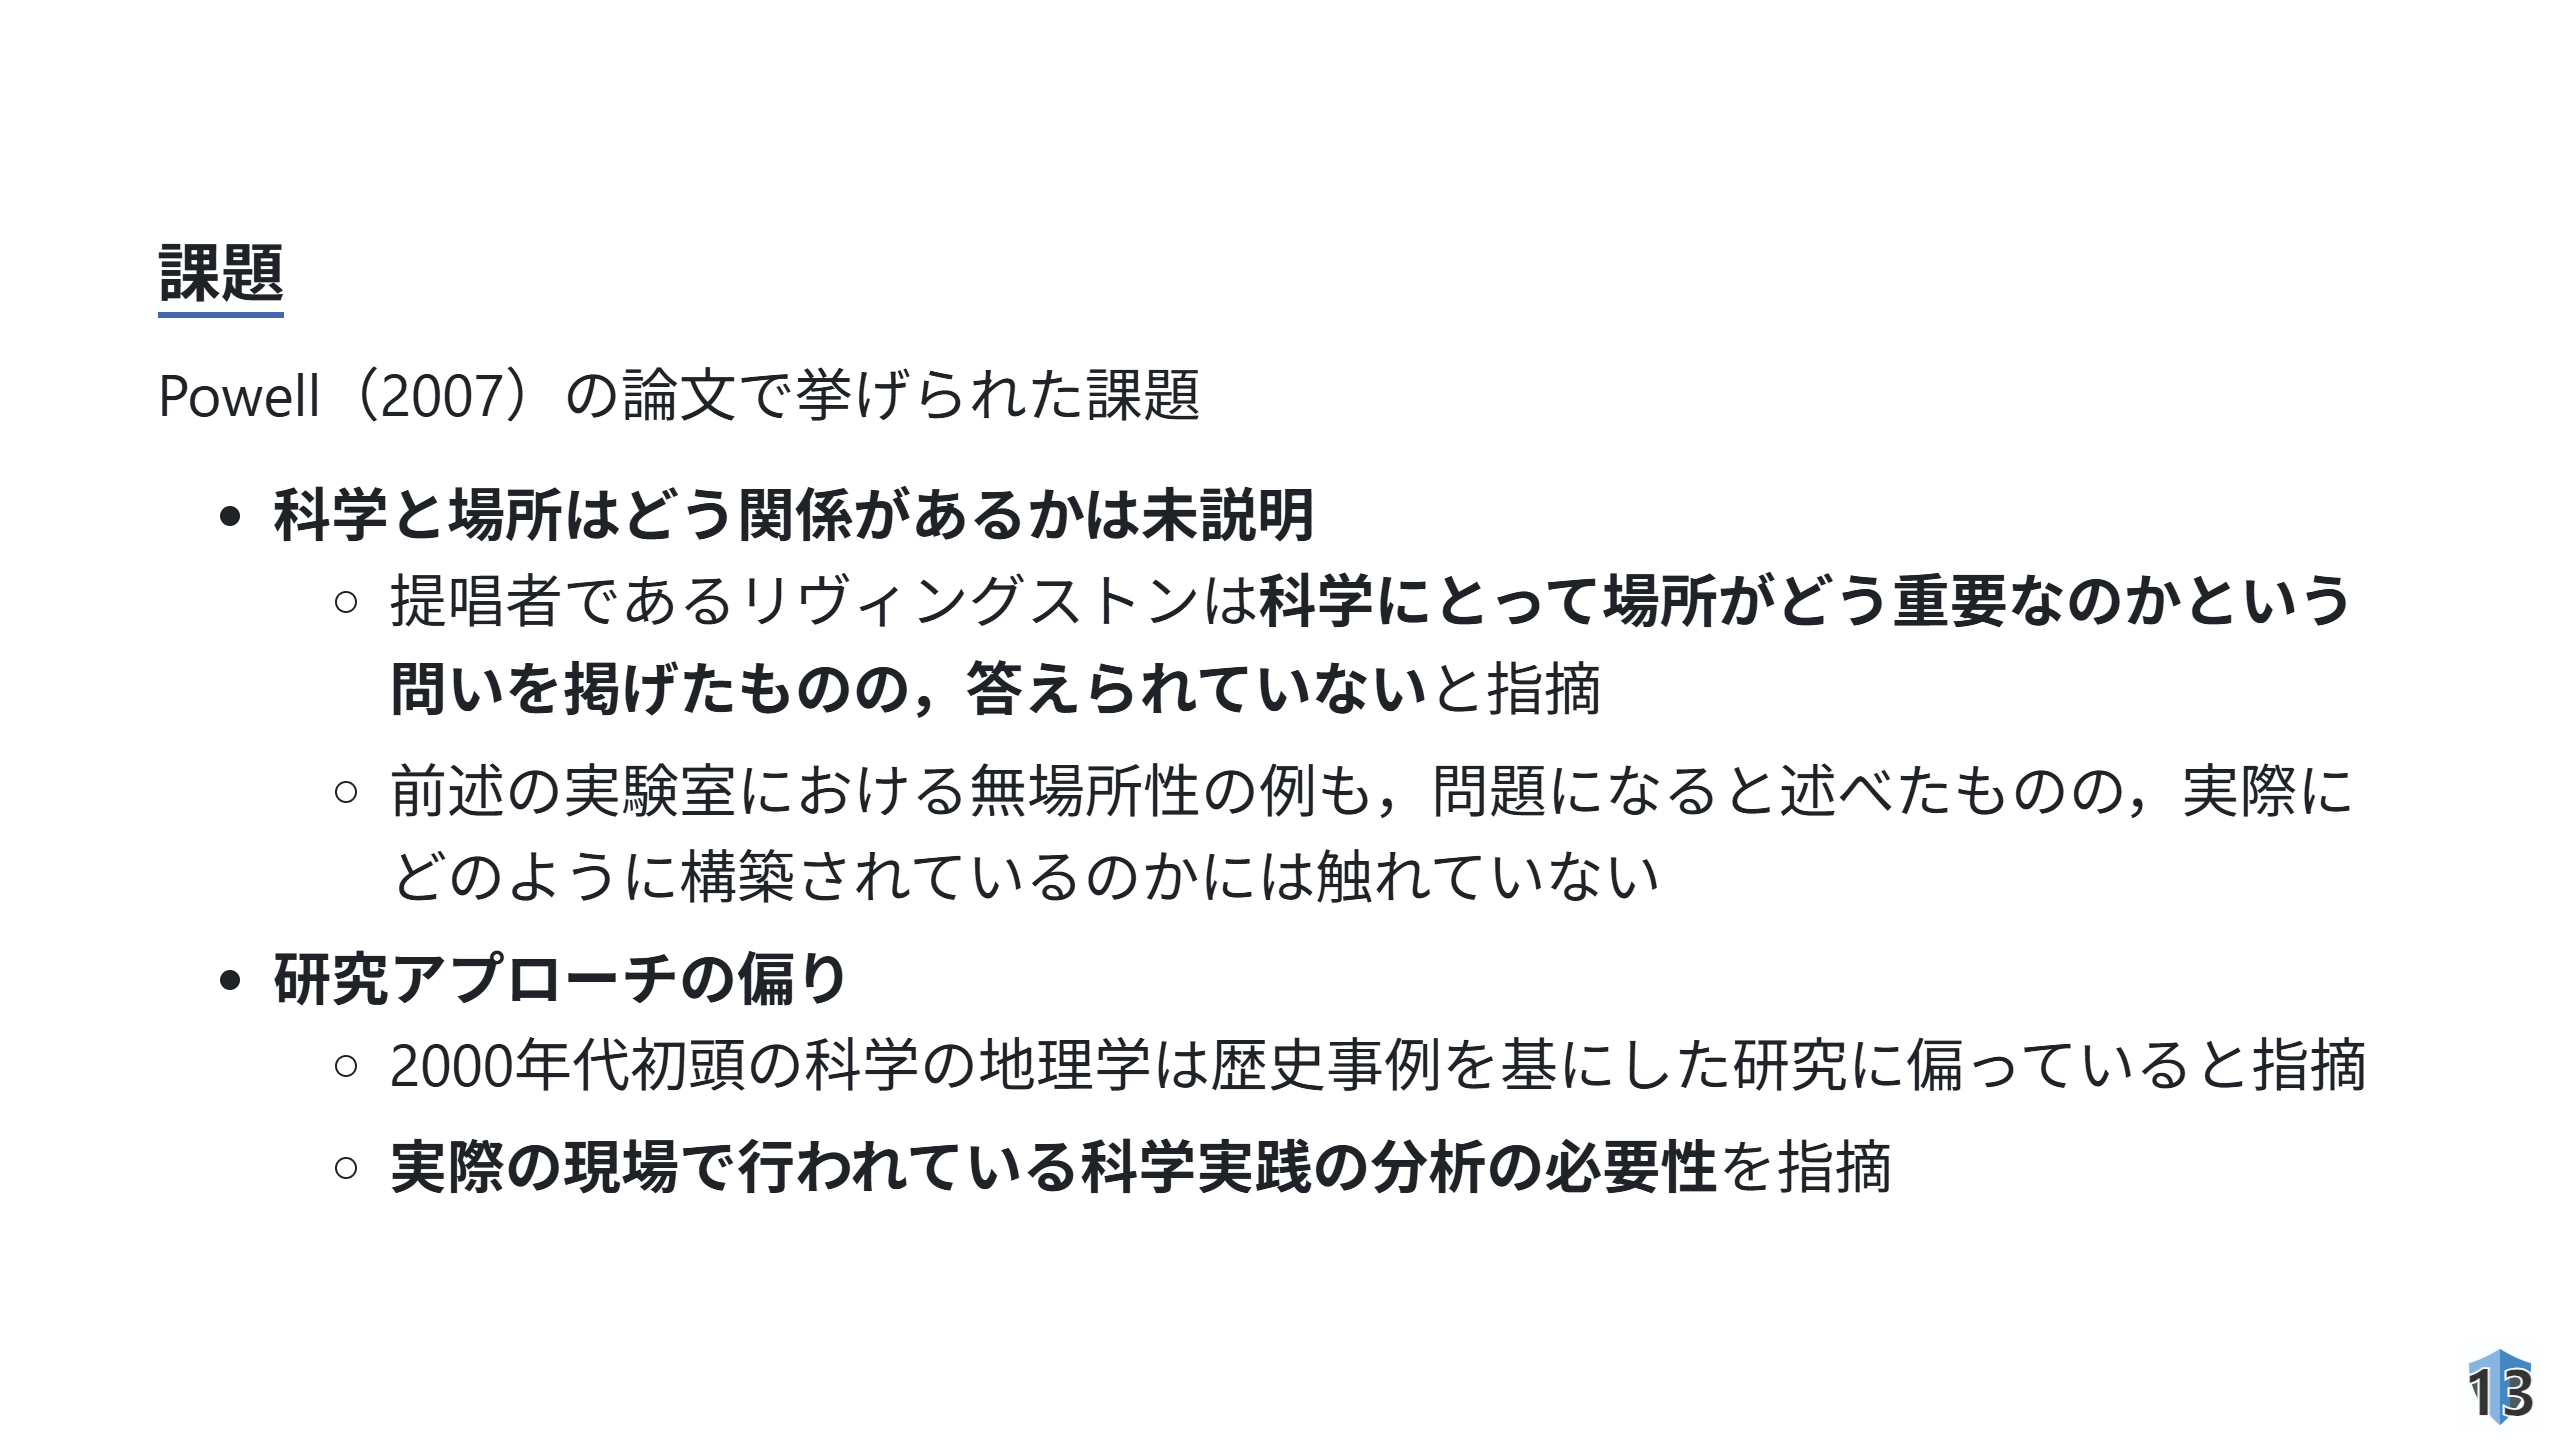 課題
Powell（2007）の論文で挙げられた課題
• 科学と場所はどう関係があるかは未説明
○ 提唱者であるリヴィングストンは科学にとって場所がどう重要なのかという
問いを掲げたものの，答えられていないと指摘
○ 前述の実験室における無場所性の例も，問題になると述べたものの，実際に
どのように構築されているのかには触れていない
• 研究アプローチの偏り
○ 2000年代初頭の科学の地理学は歴史事例を基にした研究に偏っていると指摘
○ 実際の現場で行われている科学実践の分析の必要性を指摘
13